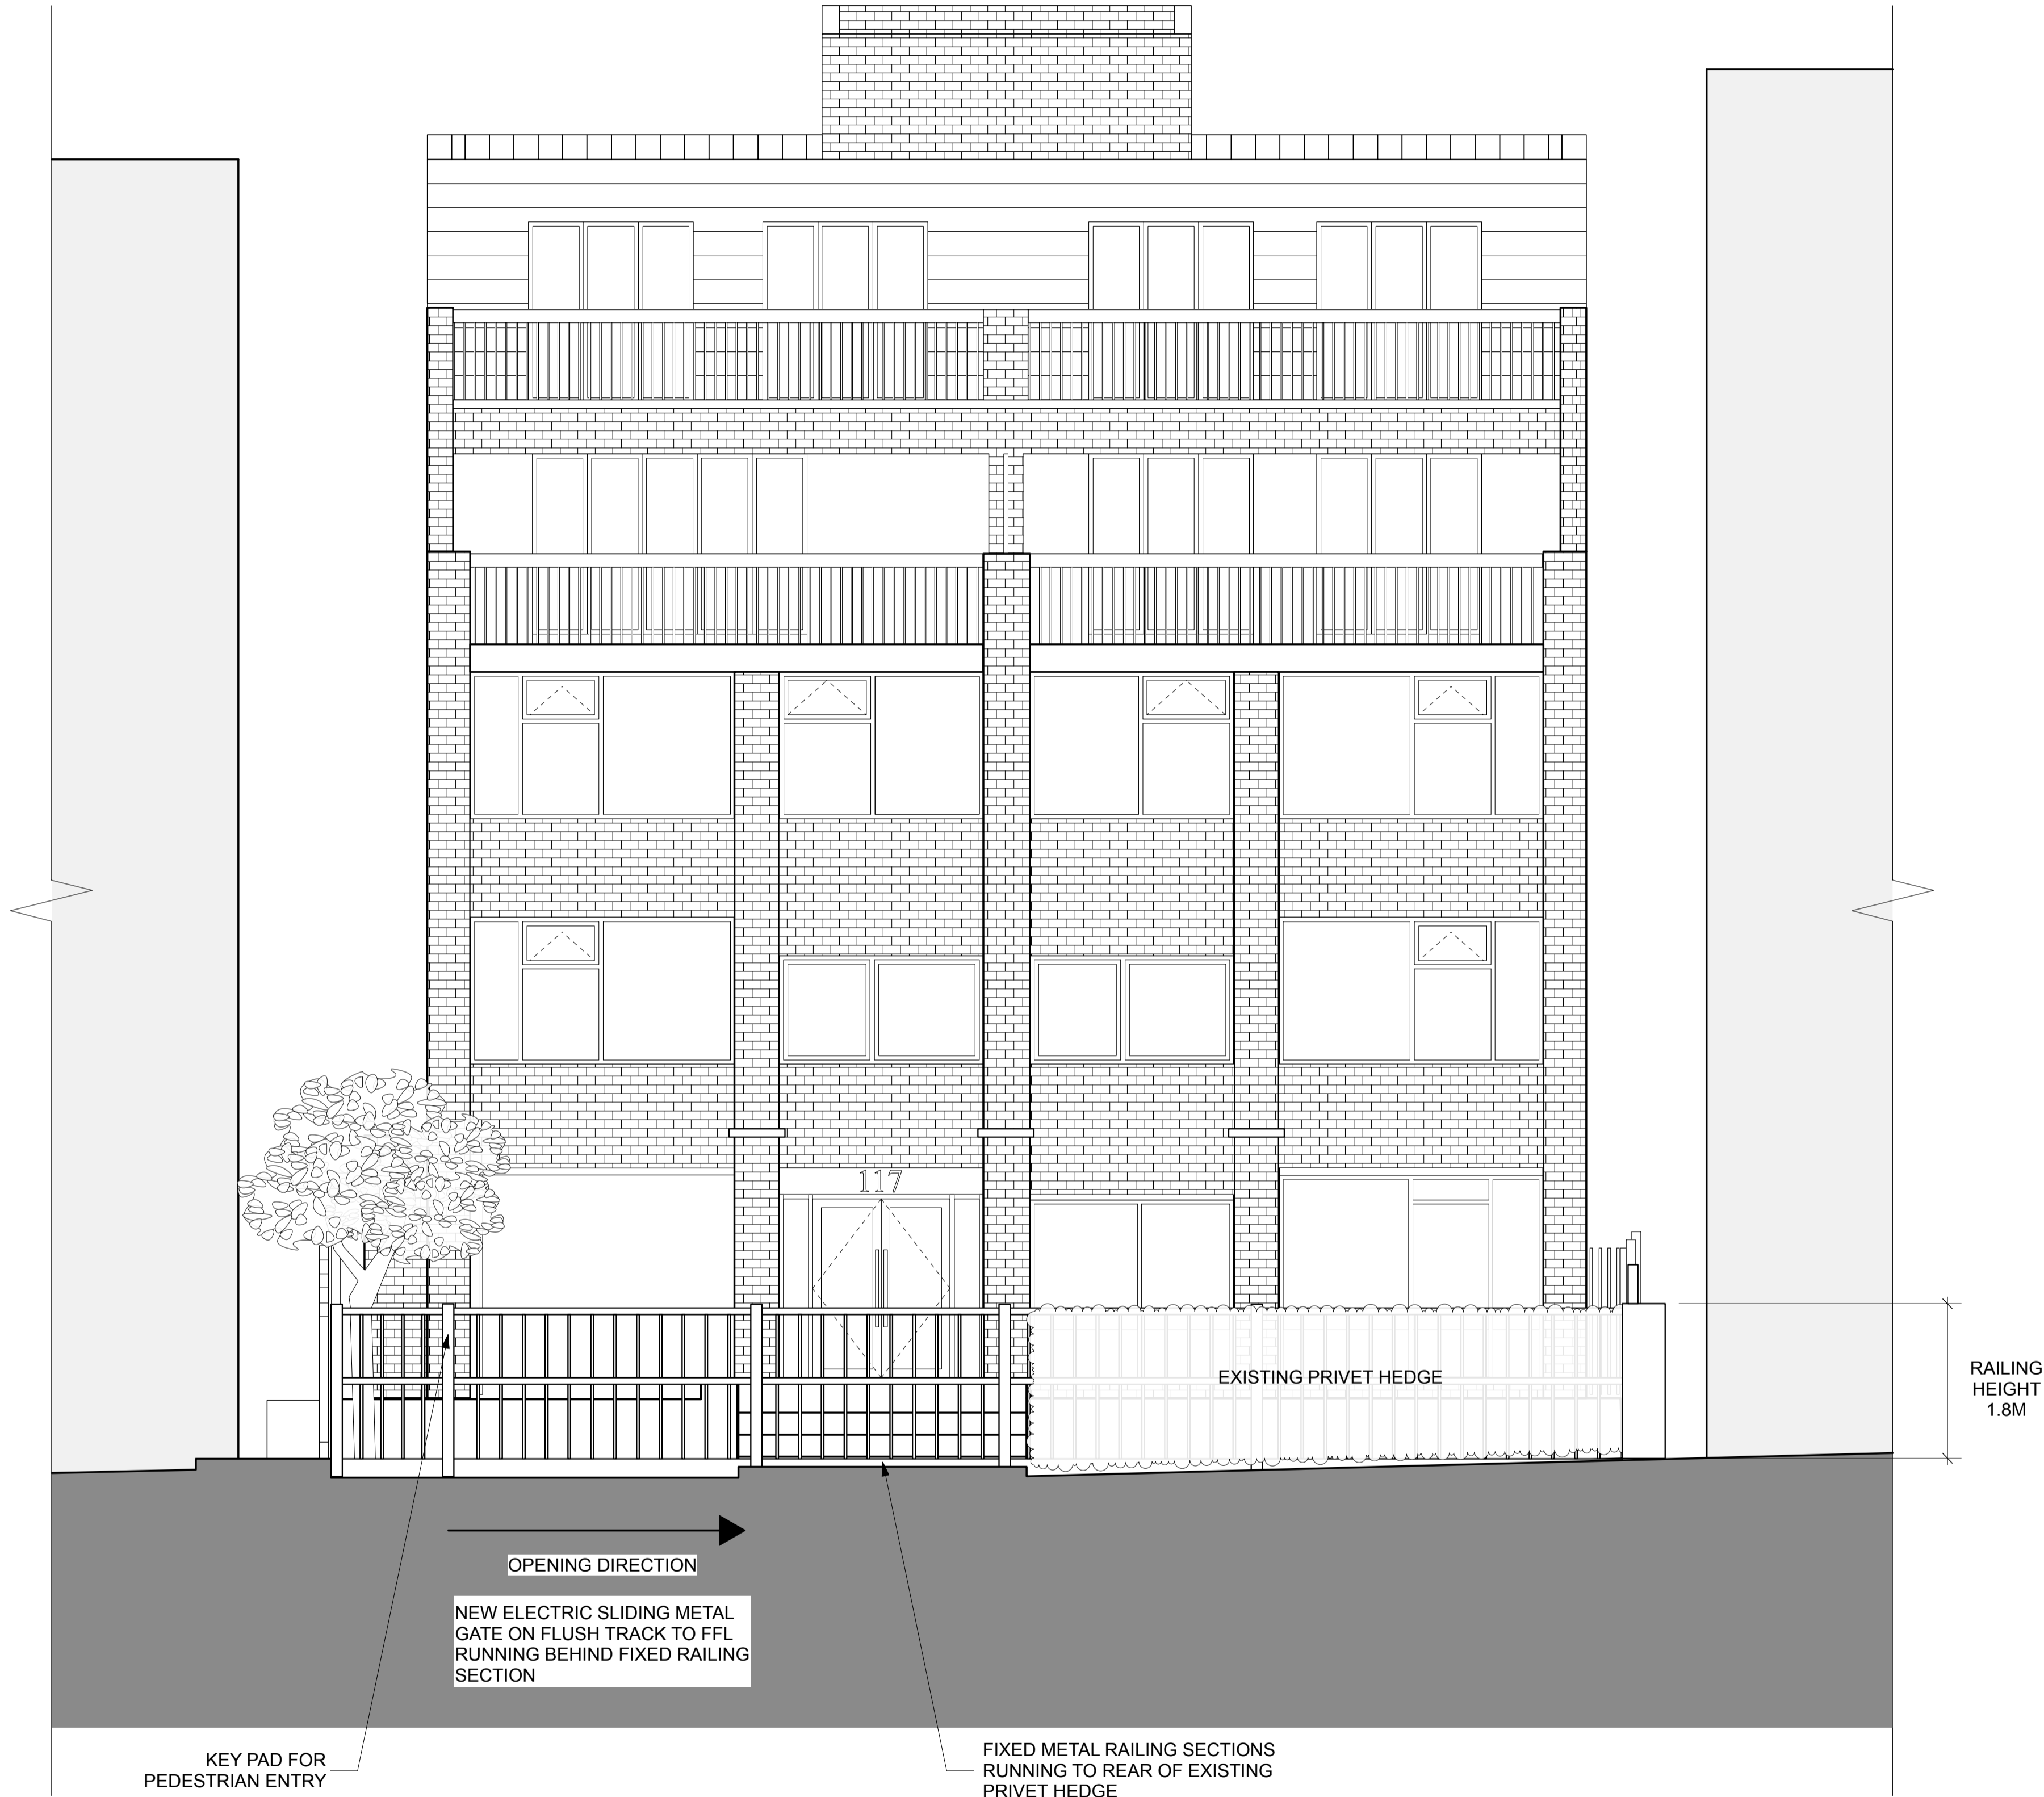 117
EXISTING PRIVET HEDGE
RAILING
HEIGHT
1.8M
OPENING DIRECTION
NEW ELECTRIC SLIDING METAL
GATE ON FLUSH TRACK TO FFL
RUNNING BEHIND FIXED RAILING
SECTION
KEY PAD FOR
PEDESTRIAN ENTRY
FIXED METAL RAILING SECTIONS
RUNNING TO REAR OF EXISTING
PRIVET HEDGE